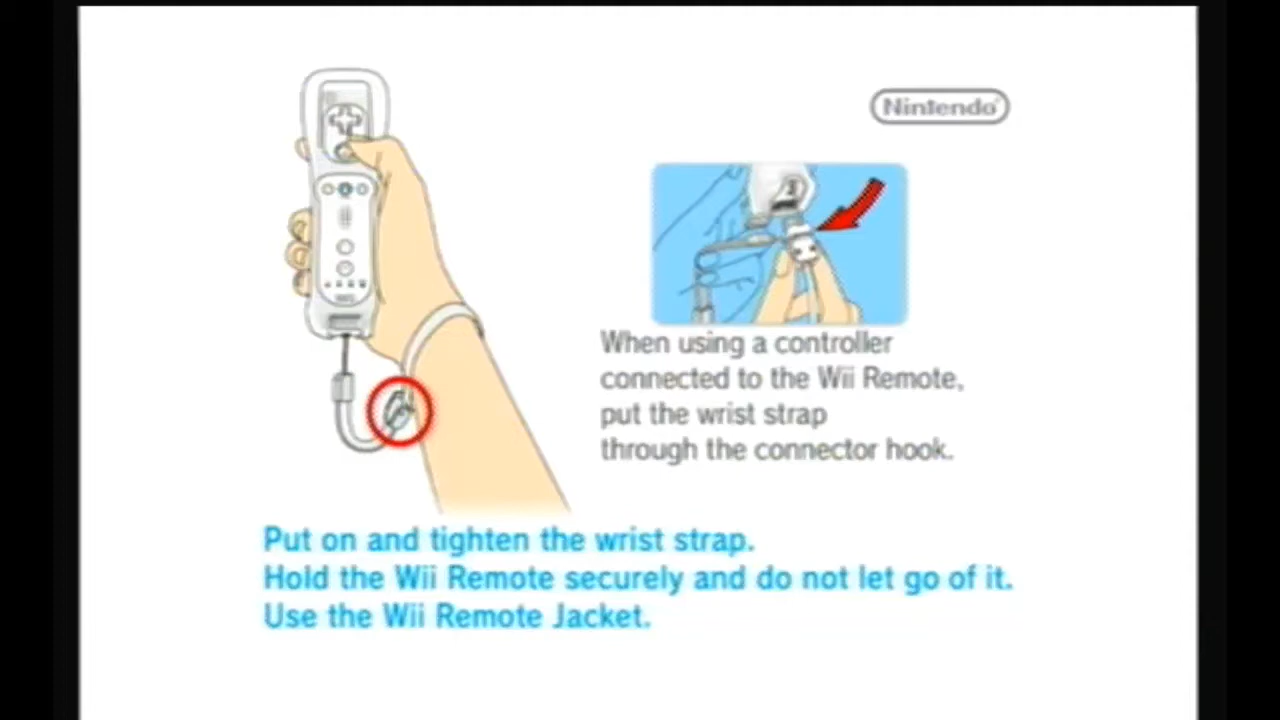 Nintendo
When using a controller
connected to the Wii Remote,
put the wrist strap
through the connector hook.
Put on and tighten the wrist strap.
Hold the Wii Remote securely and do not let go of it.
Use the Wii Remote Jacket.